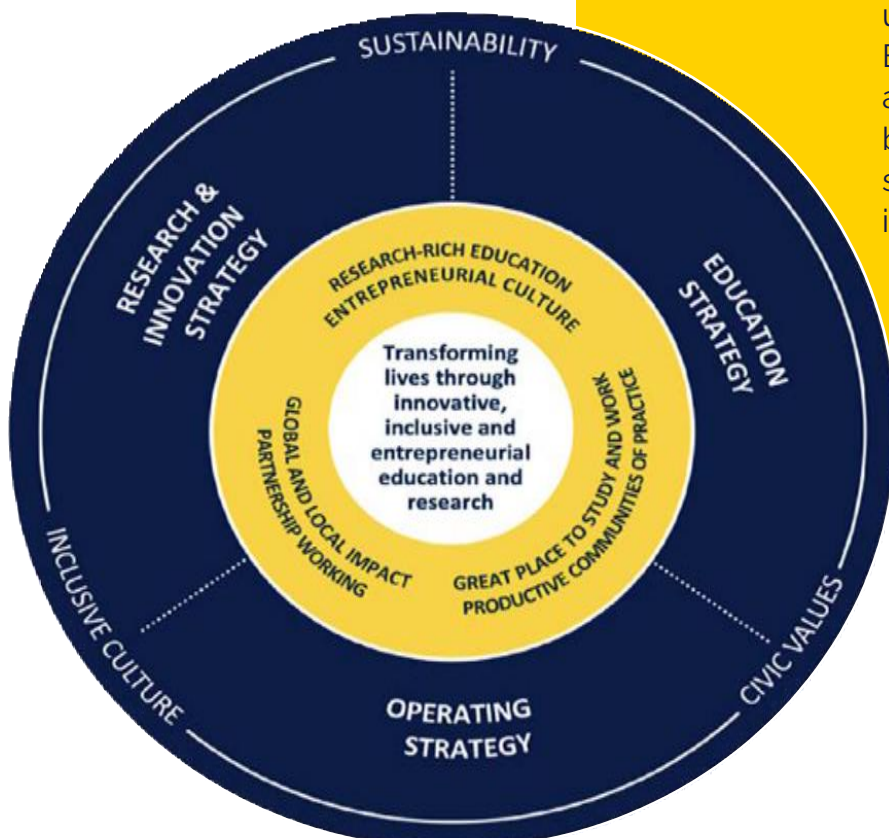 SUSTAINABILITY
RESEARCH &
INNOVATION
STRATEGY
EDUCATION
STRATEGY
RESEARCH-RICH EDUCATION
ENTREPRENEURIAL CULTURE
Transforming
lives through
innovative,
inclusive and
entrepreneurial
education and
research
GLOBAL AND LOCAL IMPACT
PARTNERSHIP WORKING
GREAT PLACE TO STUDY AND WORK
PRODUCTIVE COMMUNITIES OF PRACTICE
INCLUSIVE CULTURE
CIVIC VALUES
OPERATING
STRATEGY